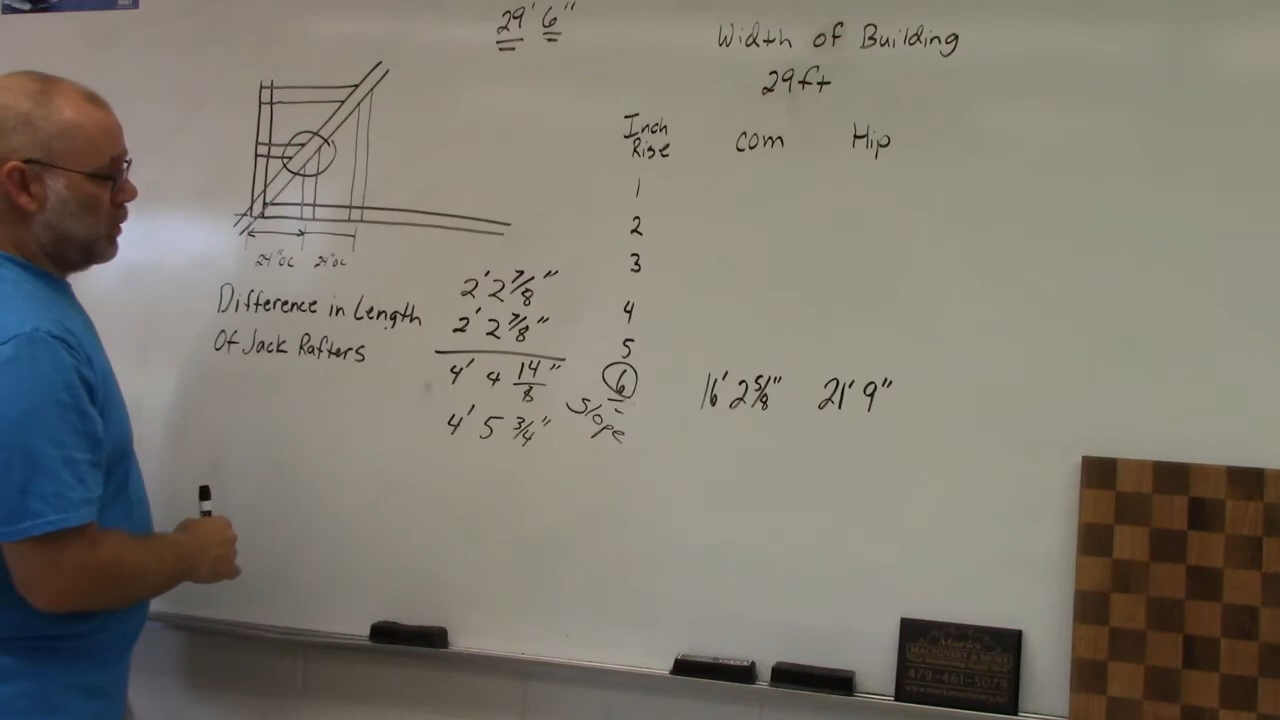 29' 6"
Width of Building
29ft
Inch Rise com Hip
1
2
3
4
5
6 16' 2 5/8" 21' 9"
Slope
24" OC 24" OC
Difference in Length
Of Jack Rafters
2' 2 7/8"
2' 2 7/8"
4' 4 14/8"
4' 5 3/4"
MACHINERY & MORE
479-461-5079